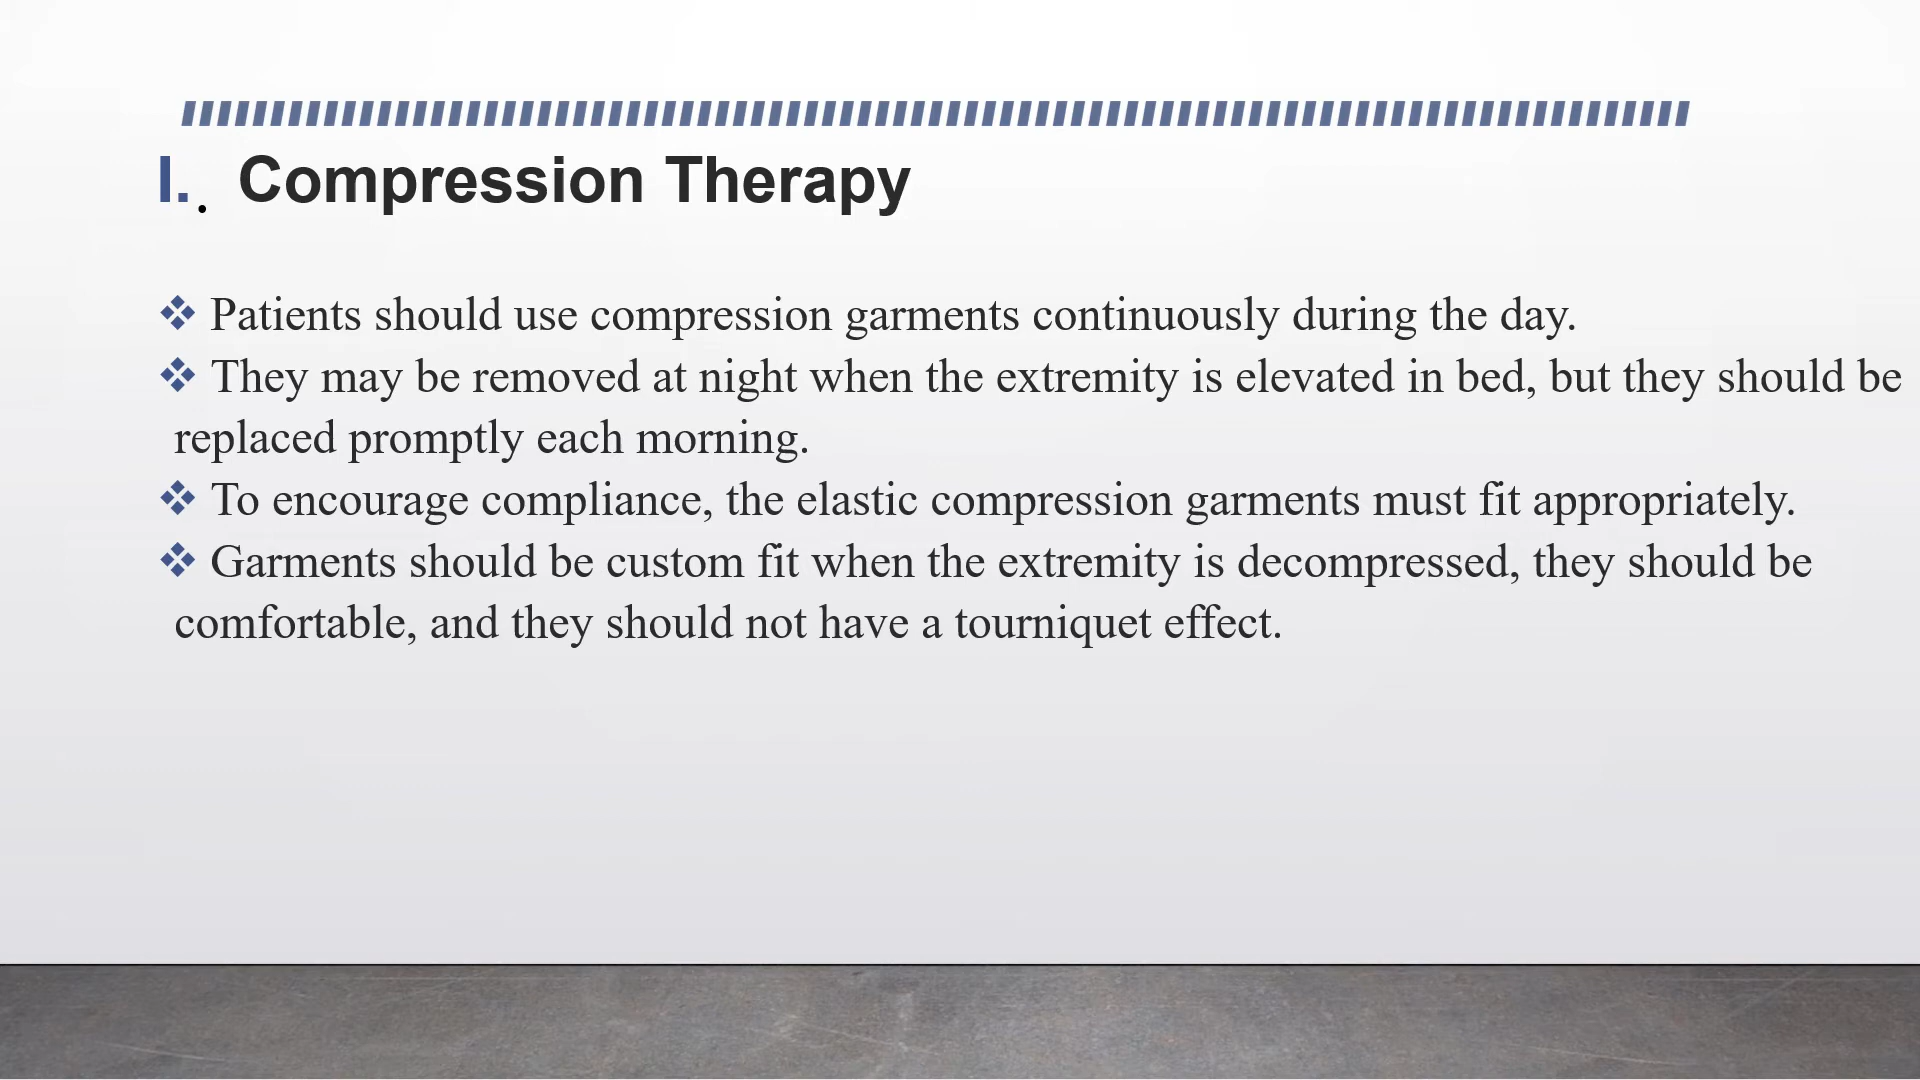 I. . Compression Therapy
❖ Patients should use compression garments continuously during the day.
❖ They may be removed at night when the extremity is elevated in bed, but they should be
replaced promptly each morning.
❖ To encourage compliance, the elastic compression garments must fit appropriately.
❖ Garments should be custom fit when the extremity is decompressed, they should be
comfortable, and they should not have a tourniquet effect.